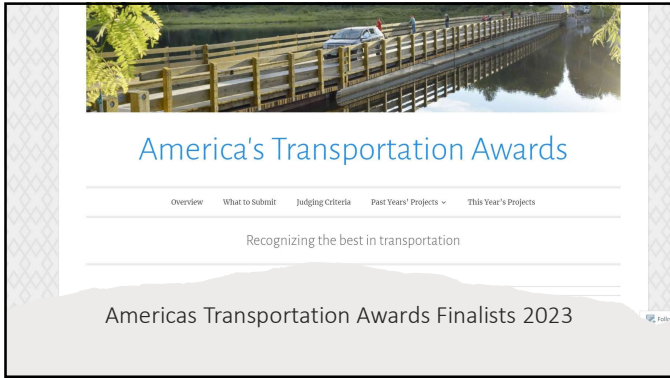 America's Transportation Awards
Overview What to Submit Judging Criteria Past Years' Projects This Year's Projects
Recognizing the best in transportation
Americas Transportation Awards Finalists 2023